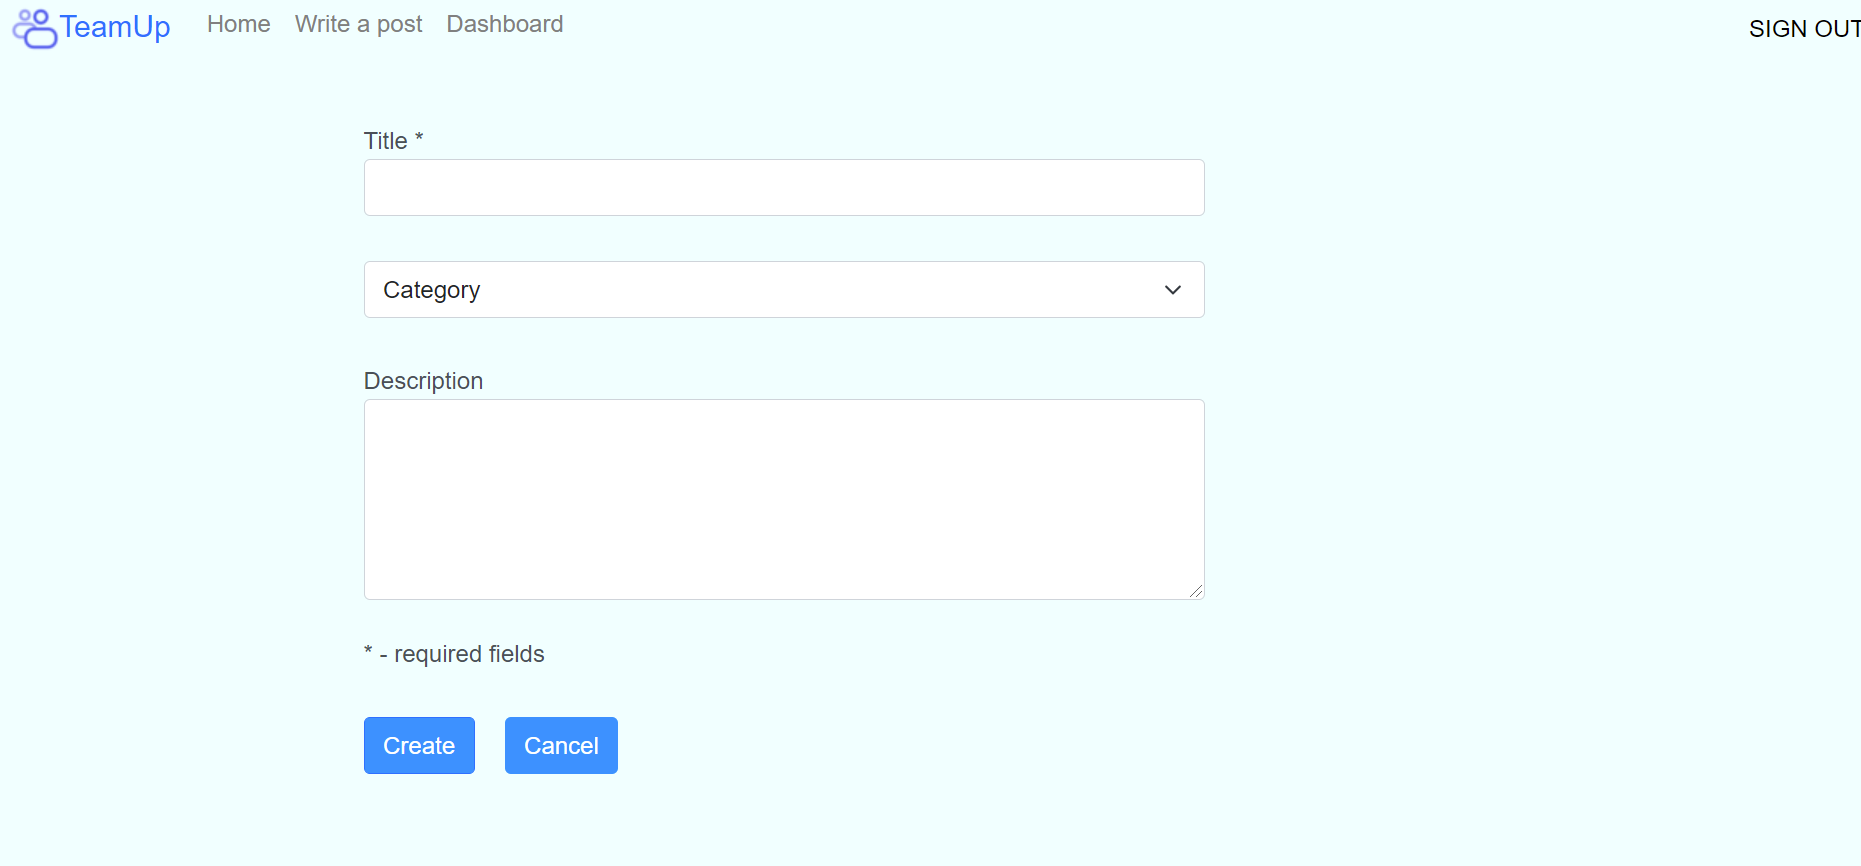 TeamUp Home Write a post Dashboard SIGN OUT
Title *
Category
Description
* - required fields
Create Cancel